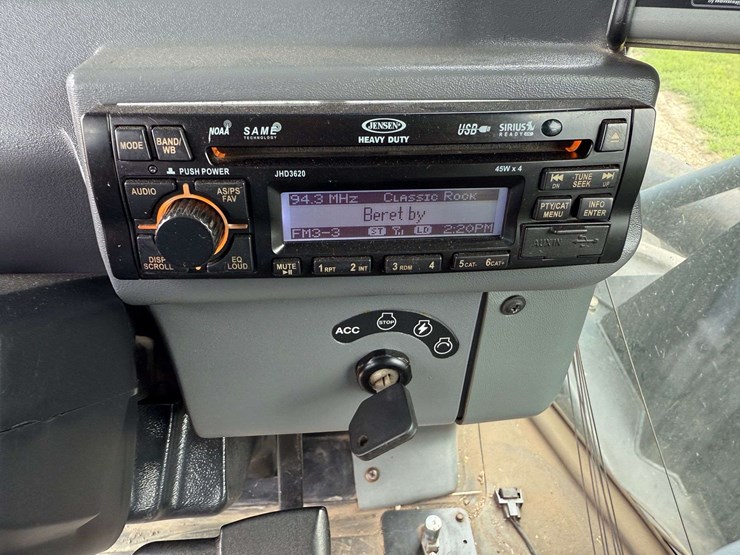 NOAA SAME TECHNOLOGY JENSEN HEAVY DUTY USB SIRIUS READY
MODE BAND/WB
PUSH POWER JHD3620 45W x 4
AUDIO AS/PS FAV
DISP SCROLL EQ LOUD
94.3 MHz CLASSIC ROCK
Beret by
FM3-3 ST LD 2:20PM
DN TUNE SEEK UP
PTY/CAT MENU INFO ENTER
AUX IN
MUTE 1 RPT 2 INT 3 RDM 4 5 CAT- 6 CAT+
ACC STOP